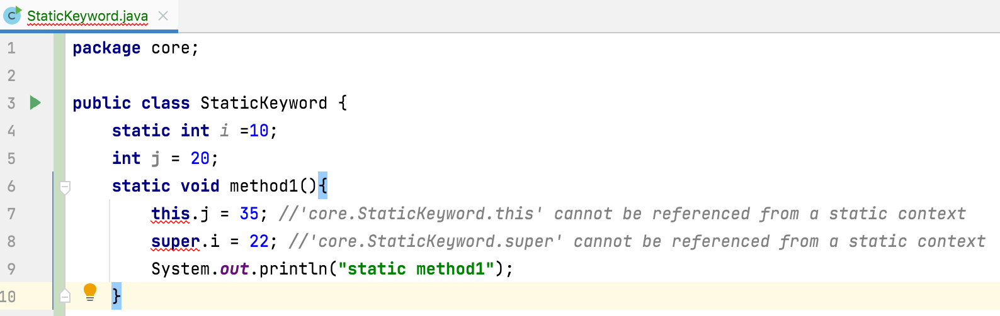 StaticKeyword.java
1 package core;
2
3 public class StaticKeyword {
4 static int i =10;
5 int j = 20;
6 static void method1(){
7 this.j = 35; //'core.StaticKeyword.this' cannot be referenced from a static context
8 super.i = 22; //'core.StaticKeyword.super' cannot be referenced from a static context
9 System.out.println("static method1");
10 }